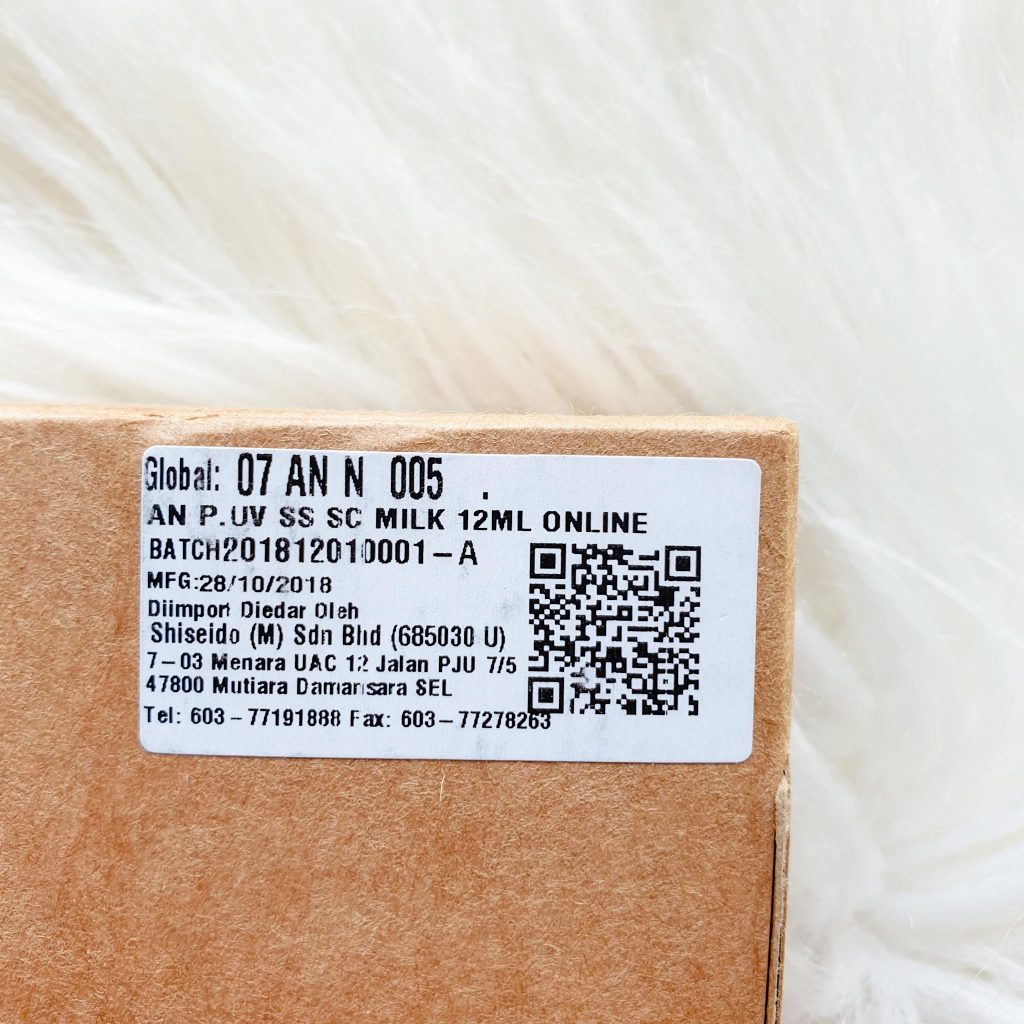 Global: 07 AN N 005 .
AN P.UV SS SC MILK 12ML ONLINE
BATCH201812010001-A
MFG:28/10/2018
Diimport Diedar Oleh
Shiseido (M) Sdn Bhd (685030 U)
7-03 Menara UAC 12 Jalan PJU 7/5
47800 Mutiara Damansara SEL
Tel: 603-77191888 Fax: 603-77278263